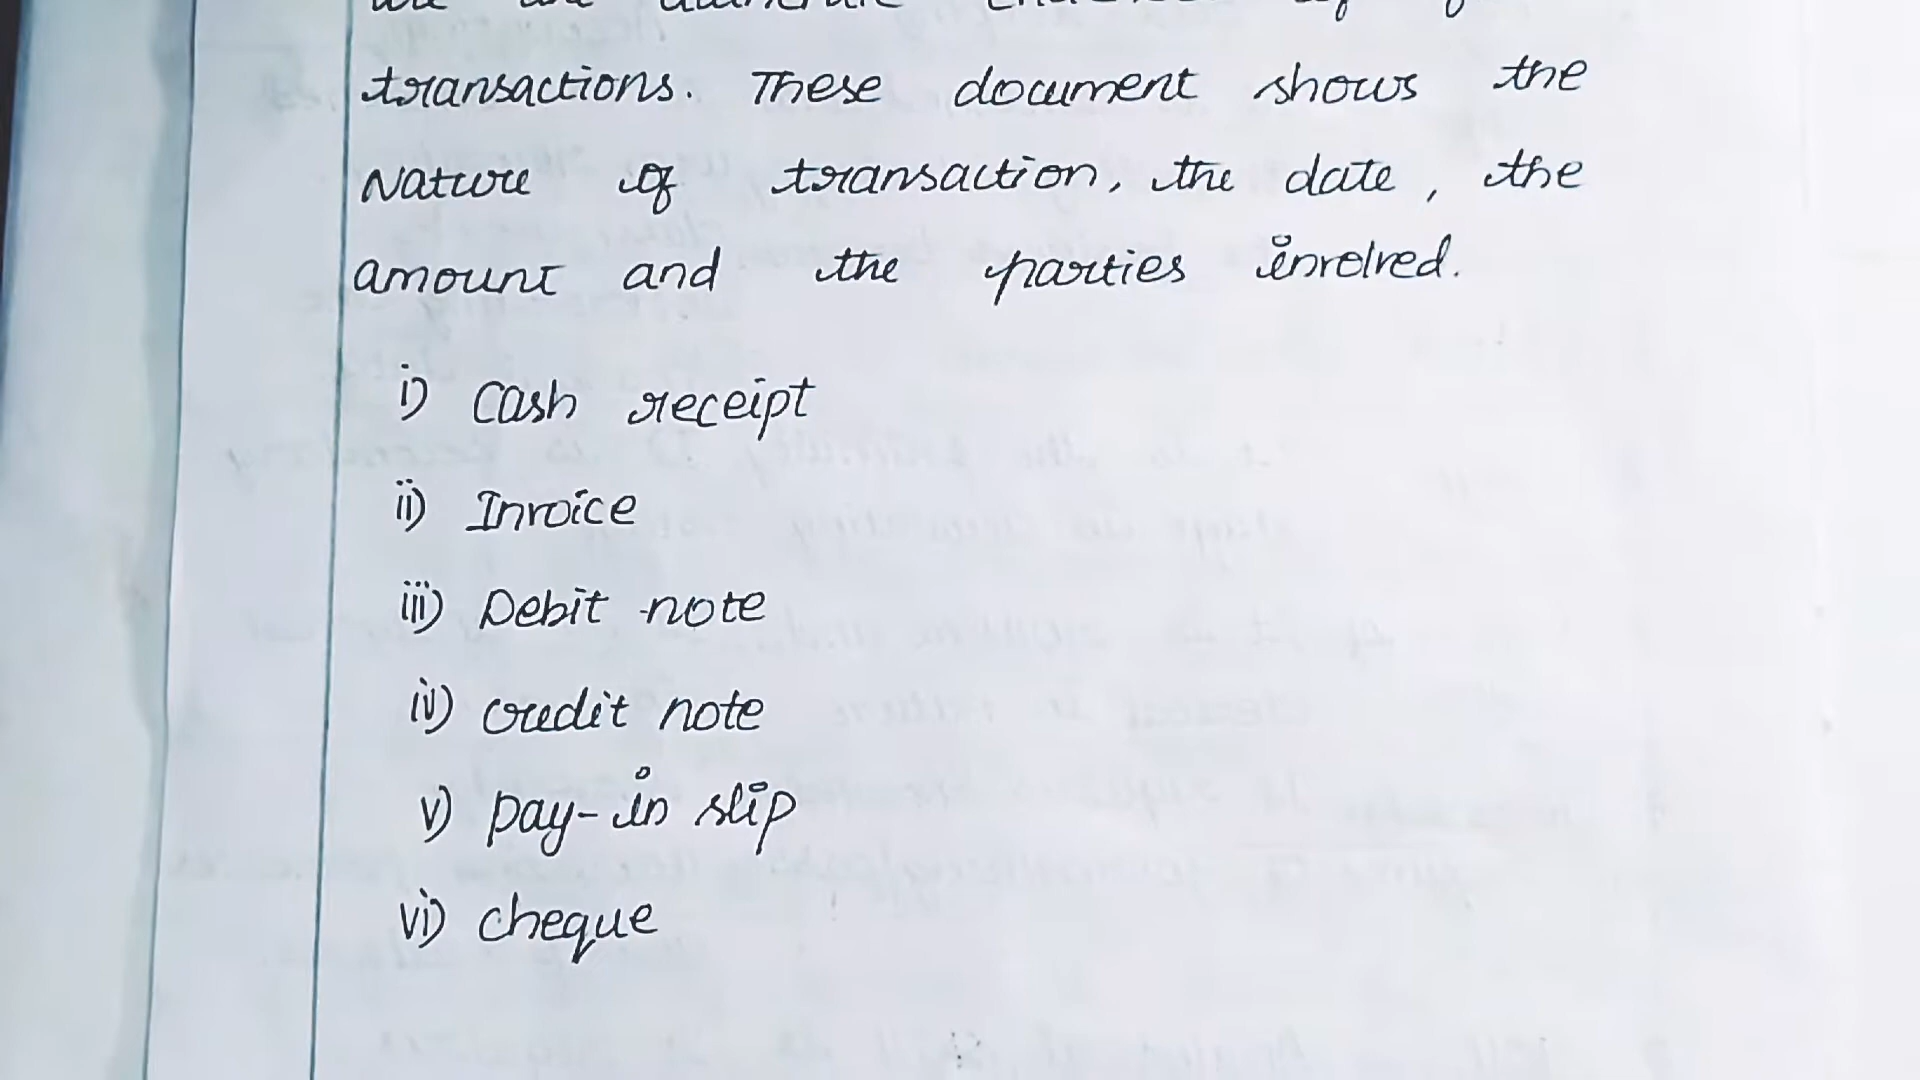 transactions. These document shows the
Nature of transaction, the date, the
amount and the parties involved.
i) Cash receipt
ii) Invoice
iii) Debit note
iv) credit note
v) pay-in slip
vi) cheque